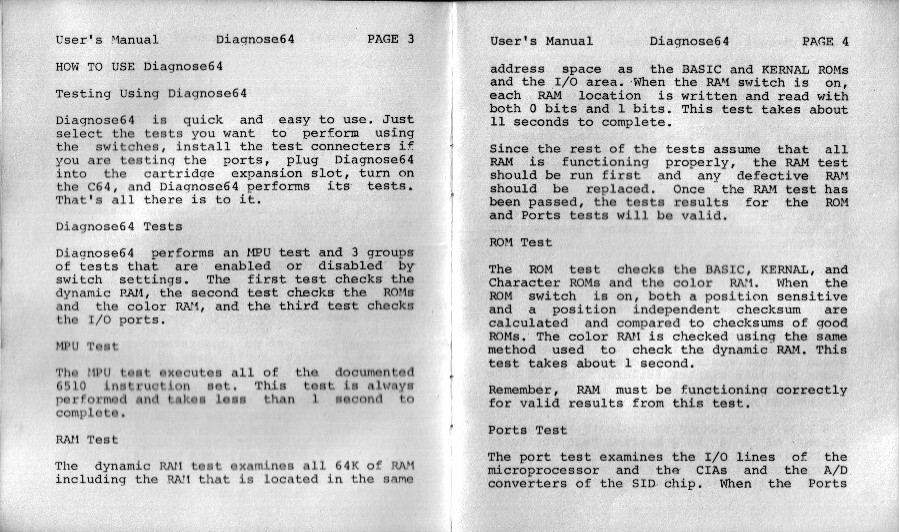 User's Manual Diagnose64 PAGE 3
HOW TO USE Diagnose64
Testing Using Diagnose64
Diagnose64 is quick and easy to use. Just
select the tests you want to perform using
the switches, install the test connecters if
you are testing the ports, plug Diagnose64
into the cartridge expansion slot, turn on
the C64, and Diagnose64 performs its tests.
That's all there is to it.
Diagnose64 Tests
Diagnose64 performs an MPU test and 3 groups
of tests that are enabled or disabled by
switch settings. The first test checks the
dynamic RAM, the second test checks the ROMs
and the color RAM, and the third test checks
the I/O ports.
MPU Test
The MPU test executes all of the documented
6510 instruction set. This test is always
performed and takes less than 1 second to
complete.
RAM Test
The dynamic RAM test examines all 64K of RAM
including the RAM that is located in the same
User's Manual Diagnose64 PAGE 4
address space as the BASIC and KERNAL ROMs
and the I/O area. When the RAM switch is on,
each RAM location is written and read with
both 0 bits and 1 bits. This test takes about
11 seconds to complete.
Since the rest of the tests assume that all
RAM is functioning properly, the RAM test
should be run first and any defective RAM
should be replaced. Once the RAM test has
been passed, the tests results for the ROM
and Ports tests will be valid.
ROM Test
The ROM test checks the BASIC, KERNAL, and
Character ROMs and the color RAM. When the
ROM switch is on, both a position sensitive
and a position independent checksum are
calculated and compared to checksums of good
ROMs. The color RAM is checked using the same
method used to check the dynamic RAM. This
test takes about 1 second.
Remember, RAM must be functioning correctly
for valid results from this test.
Ports Test
The port test examines the I/O lines of the
microprocessor and the CIAs and the A/D
converters of the SID chip. When the Ports